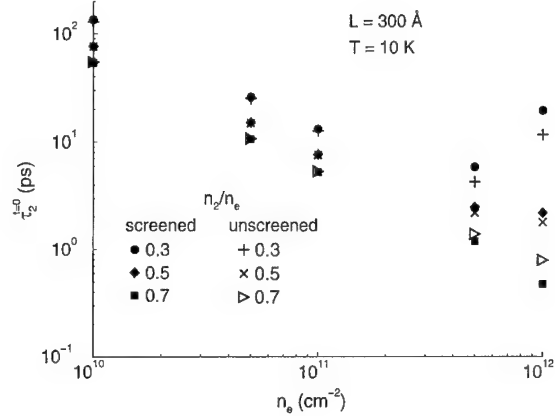 10²
L = 300 Å
T = 10 K
10¹
τ₂ᵗ⁼⁰ (ps)
n₂/nₑ
screened unscreened
● 0.3 + 0.3
◆ 0.5 × 0.5
■ 0.7 ▷ 0.7
10⁰
10⁻¹
10¹⁰ 10¹¹ 10¹²
nₑ (cm⁻²)